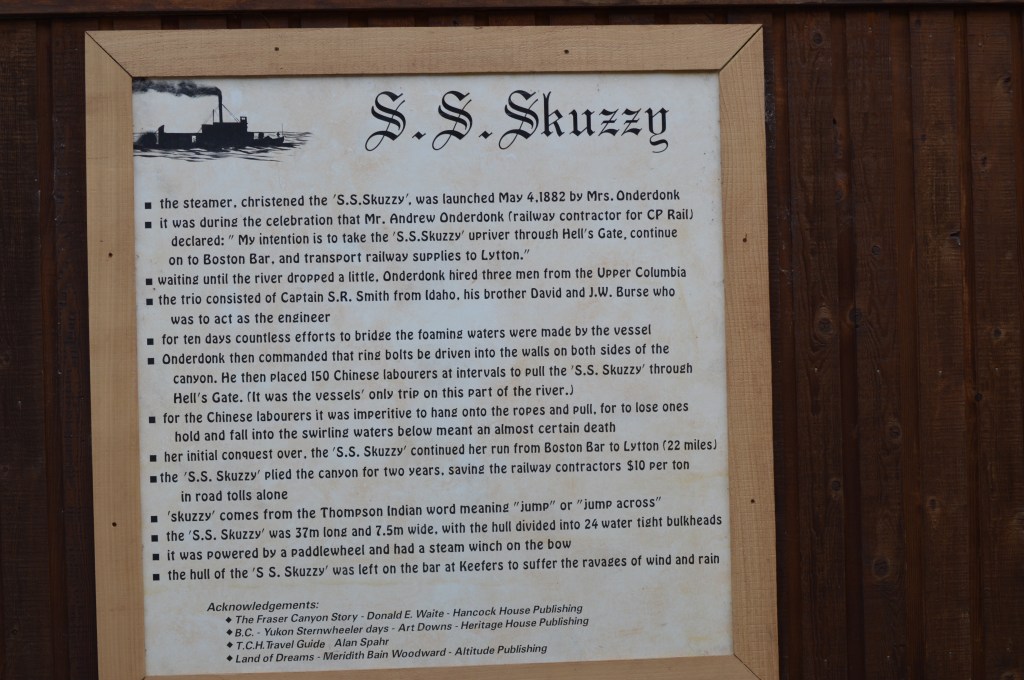 S.S. Skuzzy
▪ the steamer, christened the 'S.S.Skuzzy', was launched May 4,1882 by Mrs. Onderdonk
▪ it was during the celebration that Mr. Andrew Onderdonk (railway contractor for CP Rail)
declared: " My intention is to take the 'S.S.Skuzzy' upriver through Hell's Gate, continue
on to Boston Bar, and transport railway supplies to Lytton."
▪ waiting until the river dropped a little, Onderdonk hired three men from the Upper Columbia
▪ the trio consisted of Captain S.R. Smith from Idaho, his brother David and J.W. Burse who
was to act as the engineer
▪ for ten days countless efforts to bridge the foaming waters were made by the vessel
▪ Onderdonk then commanded that ring bolts be driven into the walls on both sides of the
canyon. He then placed 150 Chinese labourers at intervals to pull the 'S.S. Skuzzy' through
Hell's Gate. (It was the vessels' only trip on this part of the river.)
▪ for the Chinese labourers it was imperitive to hang onto the ropes and pull, for to lose ones
hold and fall into the swirling waters below meant an almost certain death
▪ her initial conquest over, the 'S.S. Skuzzy' continued her run from Boston Bar to Lytton (22 miles)
▪ the 'S.S. Skuzzy' plied the canyon for two years, saving the railway contractors $10 per ton
in road tolls alone
▪ 'skuzzy' comes from the Thompson Indian word meaning "jump" or "jump across"
▪ the 'S.S. Skuzzy' was 37m long and 7.5m wide, with the hull divided into 24 water tight bulkheads
▪ it was powered by a paddlewheel and had a steam winch on the bow
▪ the hull of the 'S S. Skuzzy' was left on the bar at Keefers to suffer the ravages of wind and rain
Acknowledgements:
◆ The Fraser Canyon Story - Donald E. Waite - Hancock House Publishing
◆ B.C. - Yukon Sternwheeler days - Art Downs - Heritage House Publishing
◆ T.C.H. Travel Guide Alan Spahr
◆ Land of Dreams - Meridith Bain Woodward - Altitude Publishing